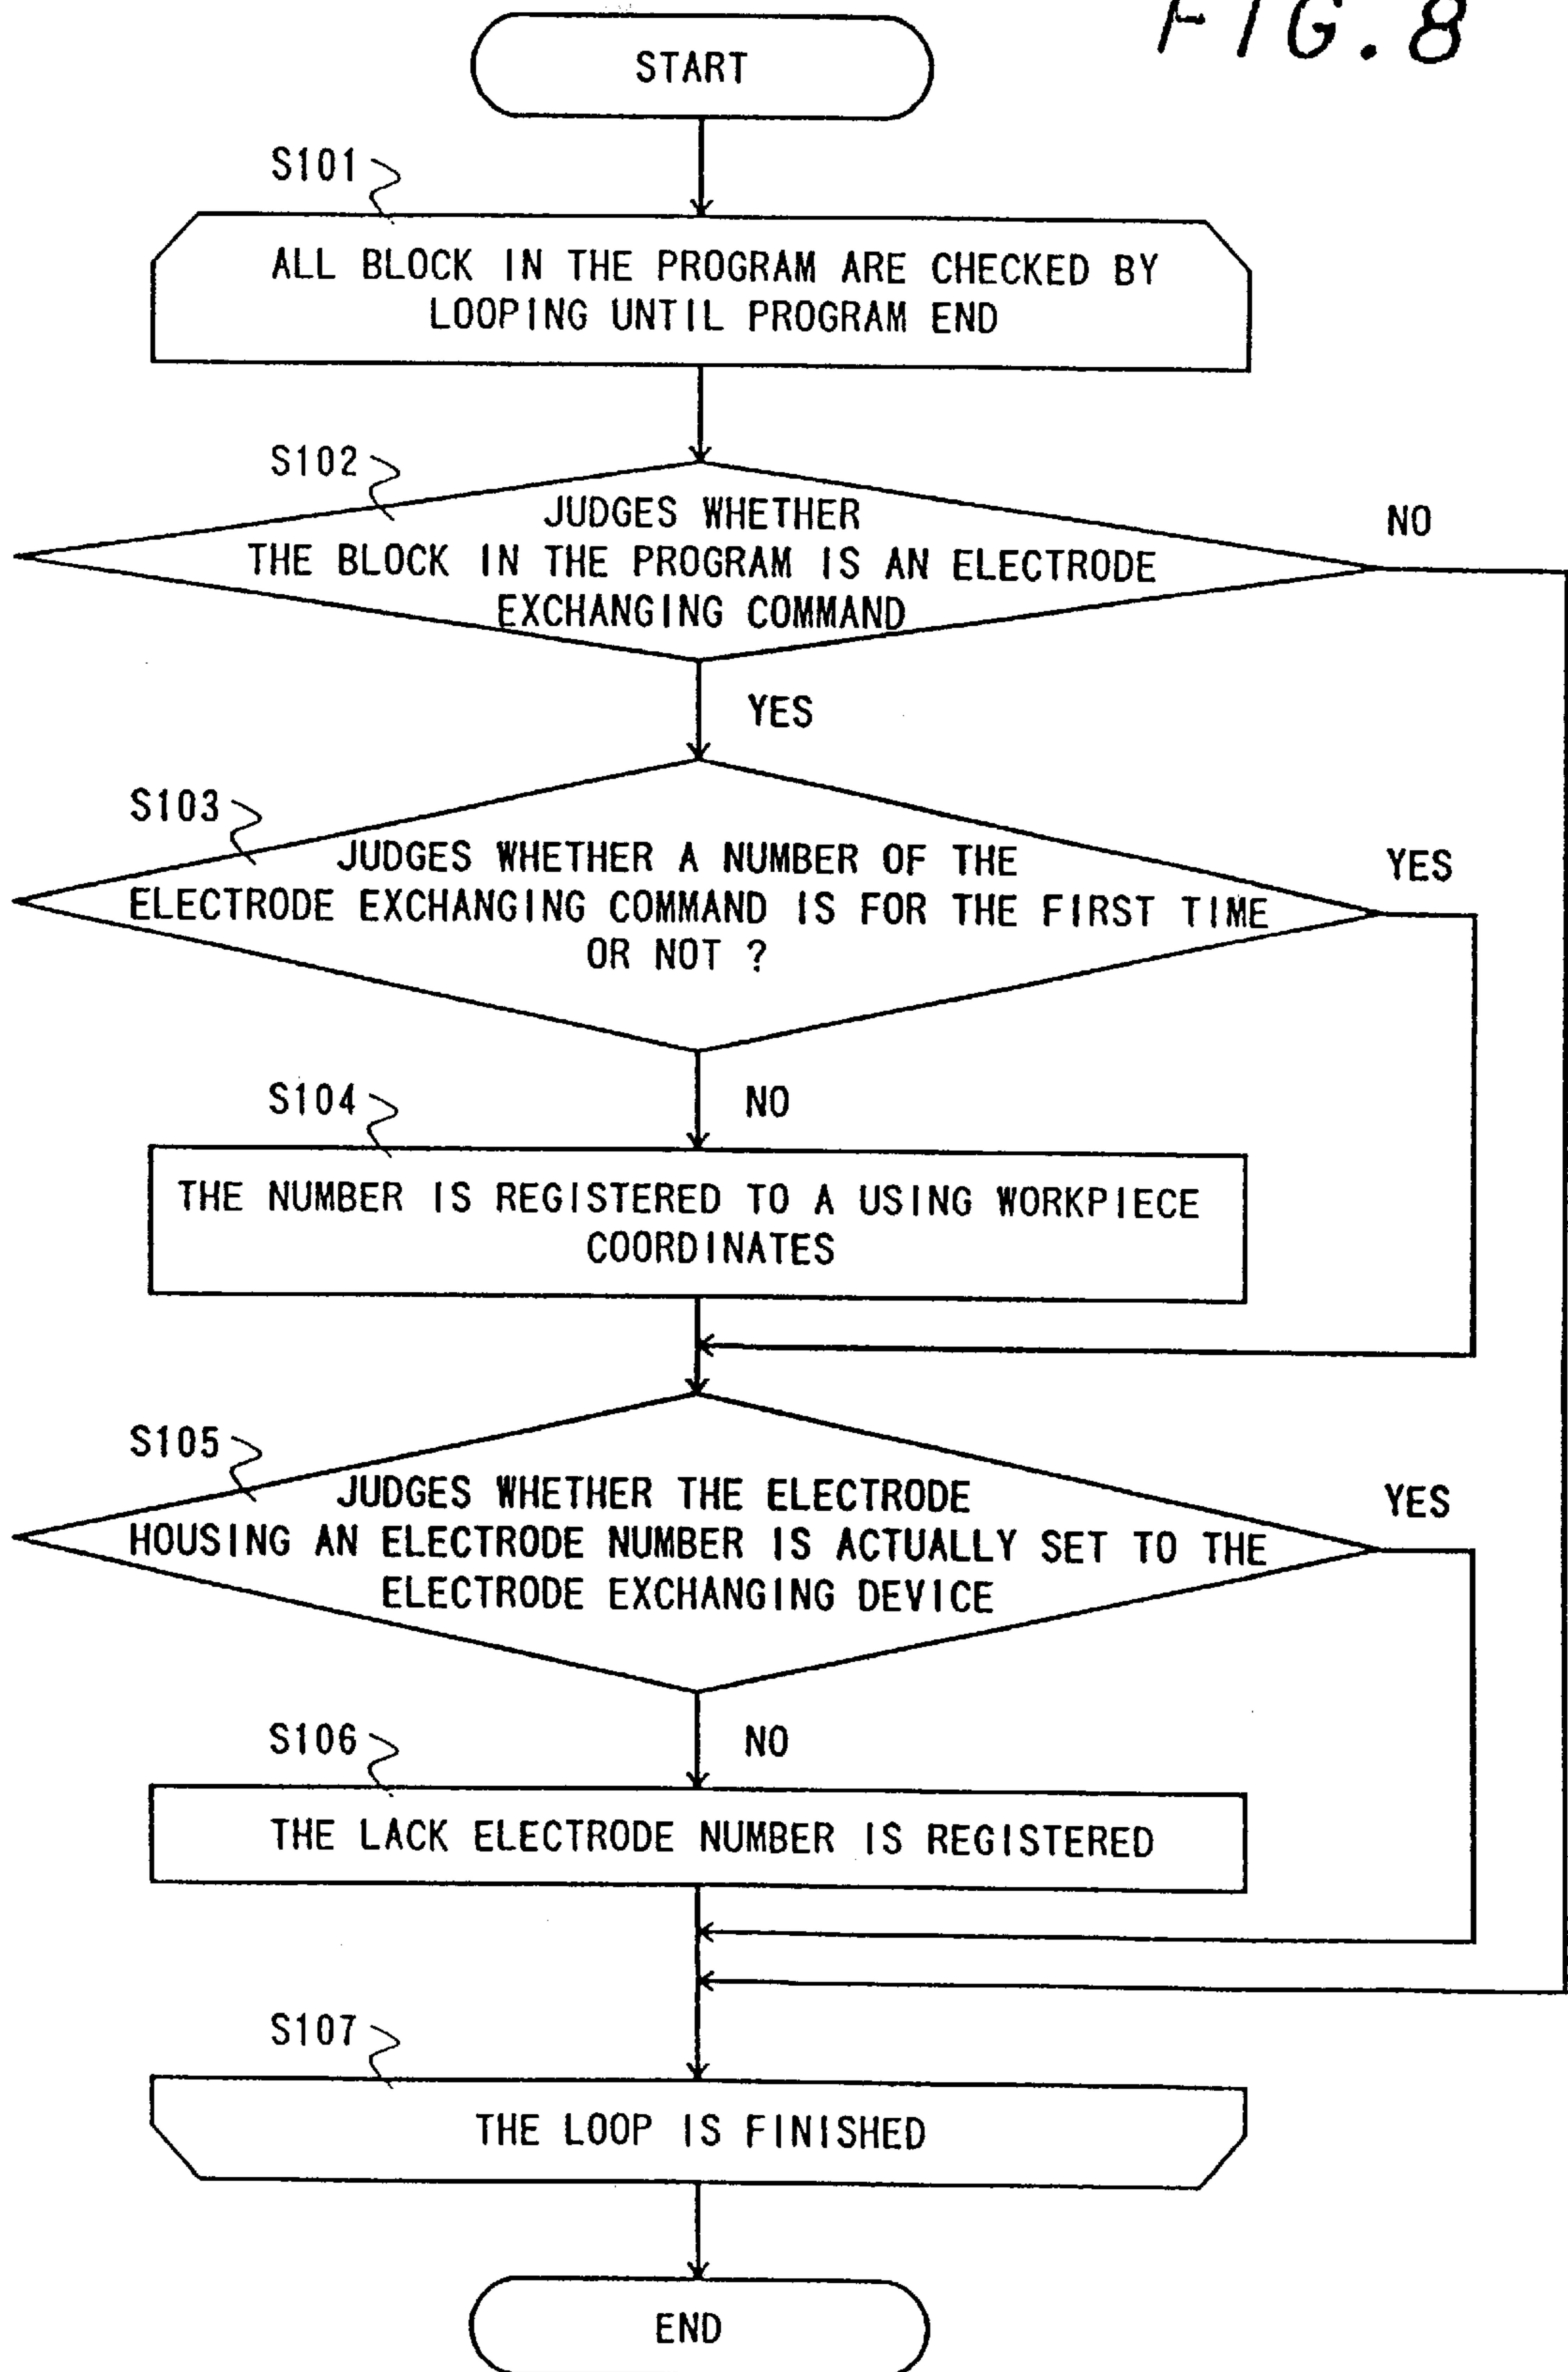 FIG. 8
START
S101
ALL BLOCK IN THE PROGRAM ARE CHECKED BY
LOOPING UNTIL PROGRAM END
S102
JUDGES WHETHER
THE BLOCK IN THE PROGRAM IS AN ELECTRODE
EXCHANGING COMMAND
NO
YES
S103
JUDGES WHETHER A NUMBER OF THE
ELECTRODE EXCHANGING COMMAND IS FOR THE FIRST TIME
OR NOT ?
YES
NO
S104
THE NUMBER IS REGISTERED TO A USING WORKPIECE
COORDINATES
S105
JUDGES WHETHER THE ELECTRODE
HOUSING AN ELECTRODE NUMBER IS ACTUALLY SET TO THE
ELECTRODE EXCHANGING DEVICE
YES
NO
S106
THE LACK ELECTRODE NUMBER IS REGISTERED
S107
THE LOOP IS FINISHED
END